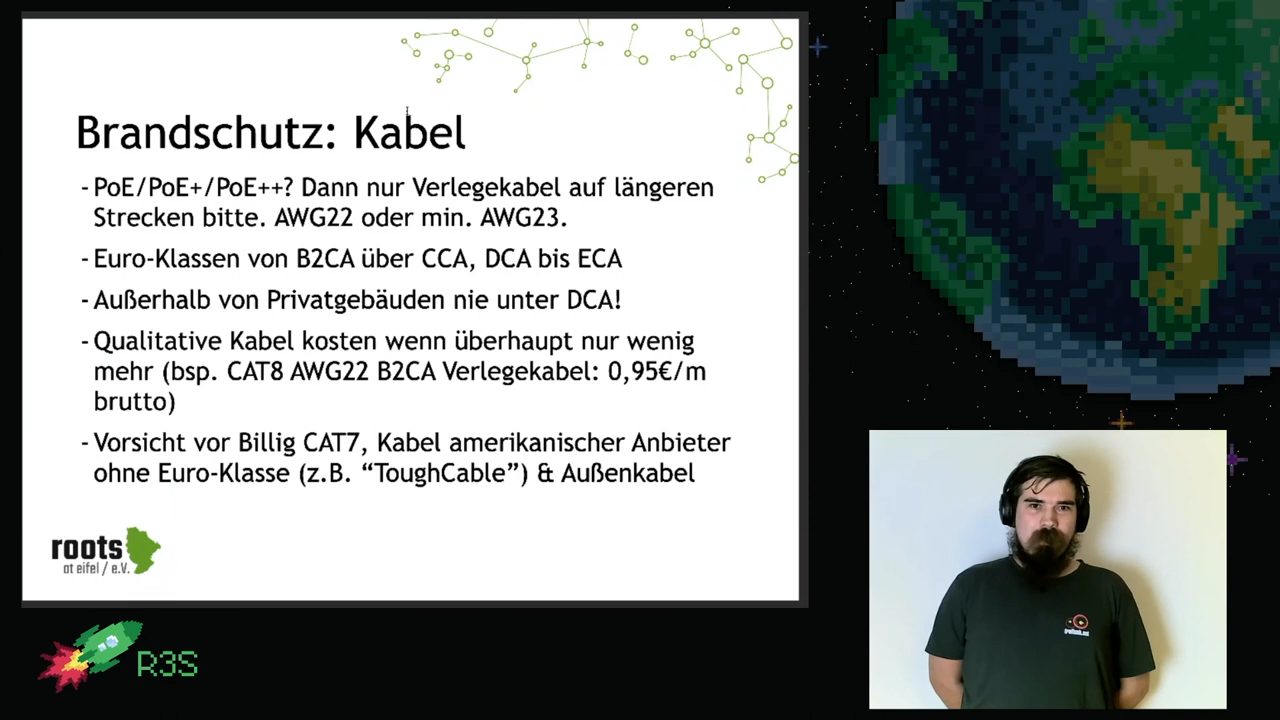 Brandschutz: Kabel
- PoE/PoE+/PoE++? Dann nur Verlegekabel auf längeren
Strecken bitte. AWG22 oder min. AWG23.
- Euro-Klassen von B2CA über CCA, DCA bis ECA
- Außerhalb von Privatgebäuden nie unter DCA!
- Qualitative Kabel kosten wenn überhaupt nur wenig
mehr (bsp. CAT8 AWG22 B2CA Verlegekabel: 0,95€/m
brutto)
- Vorsicht vor Billig CAT7, Kabel amerikanischer Anbieter
ohne Euro-Klasse (z.B. “ToughCable”) & Außenkabel
roots
at eifel / e.V.
R3S